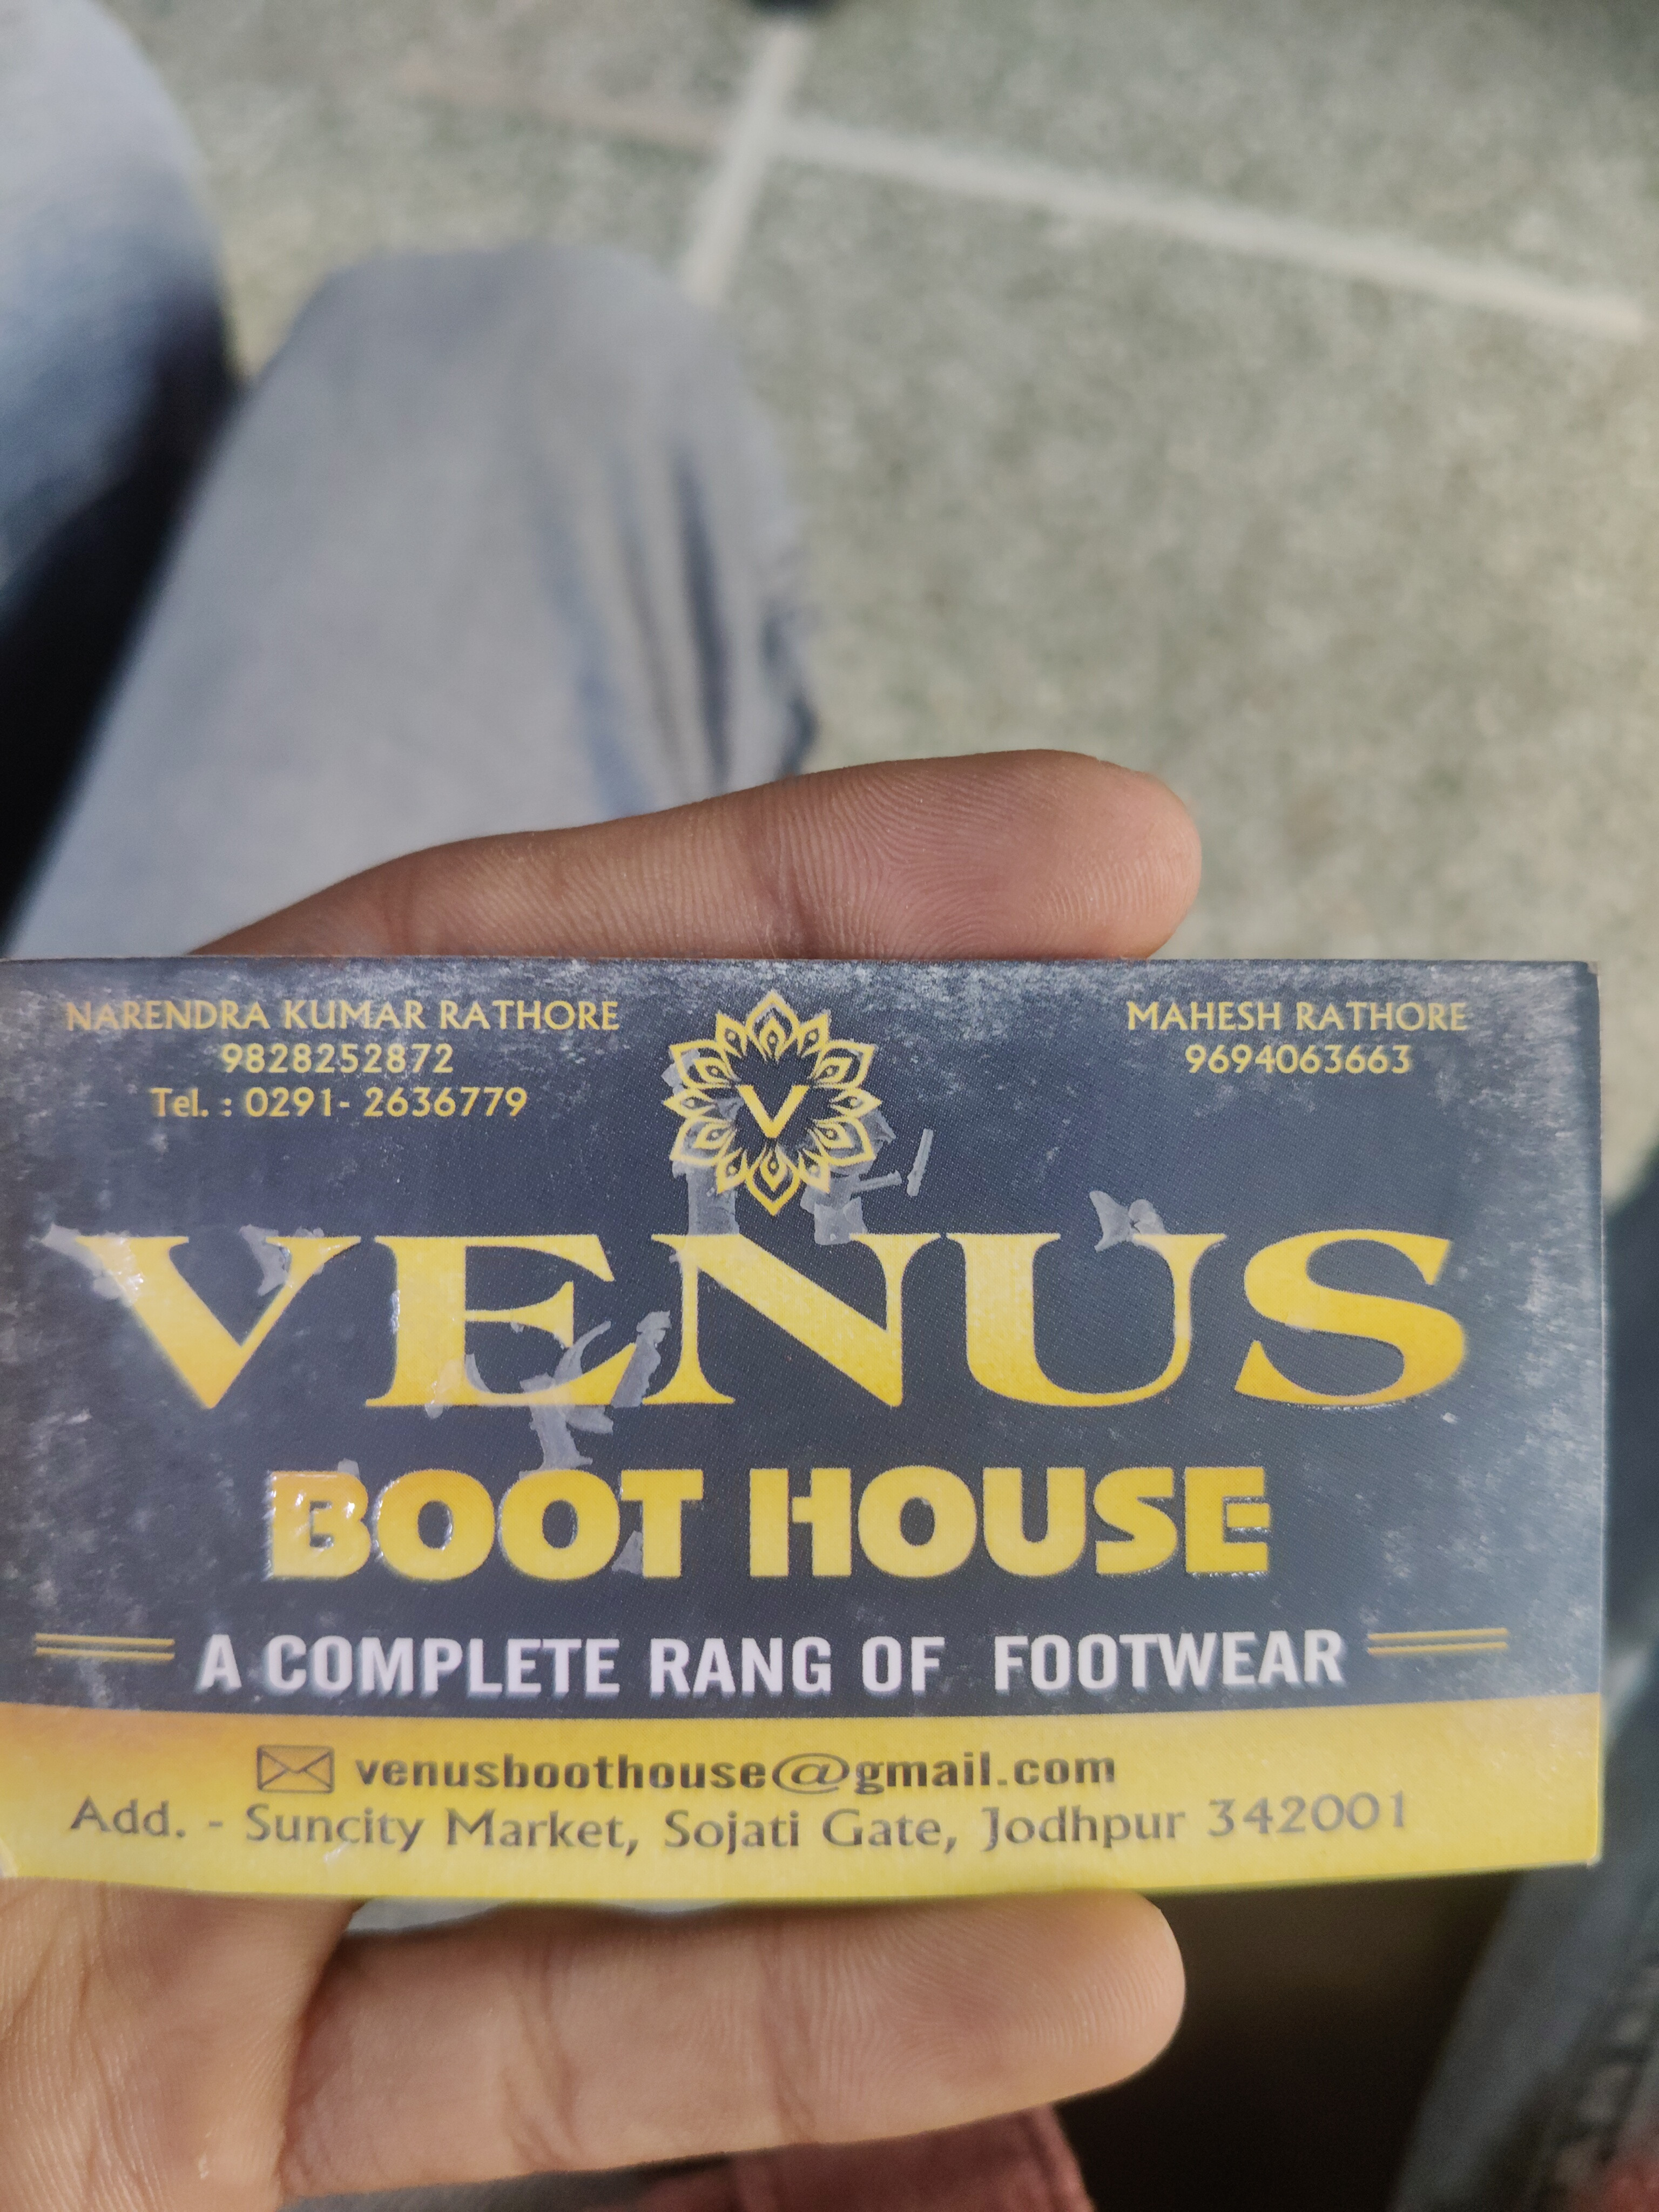 NARENDRA KUMAR RATHORE
9828252872
Tel. : 0291- 2636779
MAHESH RATHORE
9694063663
V
VENUS
BOOT HOUSE
A COMPLETE RANG OF FOOTWEAR
venusboothouse@gmail.com
Add. - Suncity Market, Sojati Gate, Jodhpur 342001